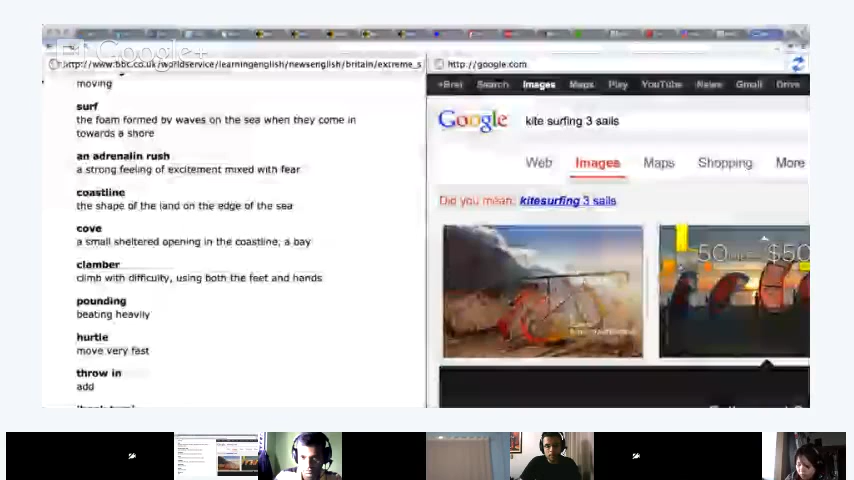 Google+
http://www.bbc.co.uk/worldservice/learningenglish/newsenglish/britain/extreme_s
http://google.com
moving
surf
the foam formed by waves on the sea when they come in
towards a shore
an adrenalin rush
a strong feeling of excitement mixed with fear
coastline
the shape of the land on the edge of the sea
cove
a small sheltered opening in the coastline, a bay
clamber
climb with difficulty, using both the feet and hands
pounding
beating heavily
hurtle
move very fast
throw in
add
Search Images Maps Play YouTube News Gmail Drive
Google kite surfing 3 sails
Web Images Maps Shopping More
Did you mean: kitesurfing 3 sails
50 $50